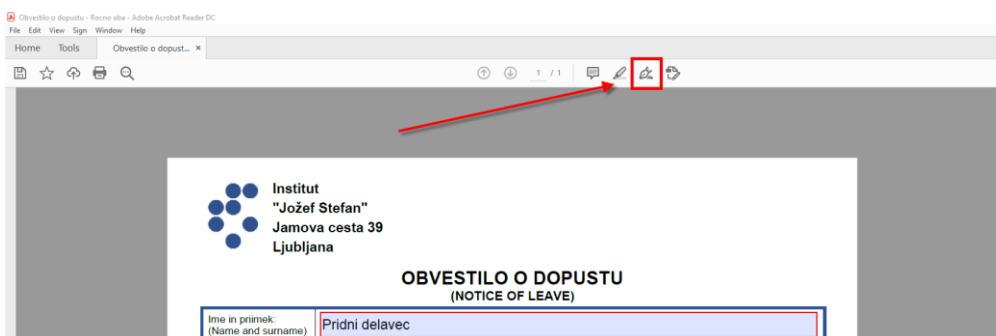 Obvestilo o dopustu - Rocno oba - Adobe Acrobat Reader DC
File Edit View Sign Window Help
Home Tools Obvestilo o dopust... ×
1 / 1
Institut
"Jožef Stefan"
Jamova cesta 39
Ljubljana
OBVESTILO O DOPUSTU
(NOTICE OF LEAVE)
Ime in priimek:
(Name and surname)
Pridni delavec